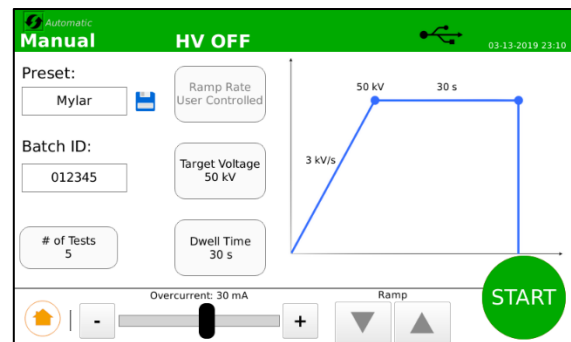 Automatic
Manual
HV OFF
03-13-2019 23:10
Preset:
Mylar
Batch ID:
012345
# of Tests
5
Ramp Rate
User Controlled
Target Voltage
50 kV
Dwell Time
30 s
50 kV
30 s
3 kV/s
Overcurrent: 30 mA
-
+
Ramp
START